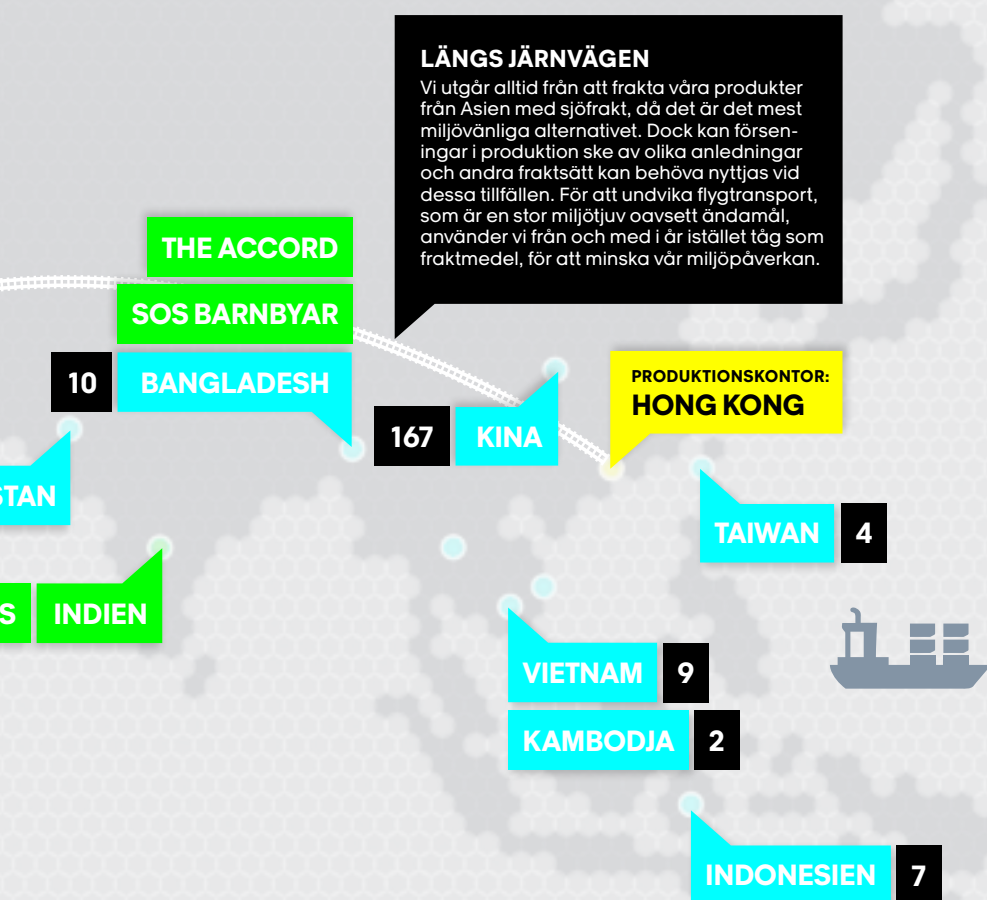 LÄNGS JÄRNVÄGEN
Vi utgår alltid från att frakta våra produkter
från Asien med sjöfrakt, då det är det mest
miljövänliga alternativet. Dock kan försen-
ingar i produktion ske av olika anledningar
och andra fraktsätt kan behöva nyttjas vid
dessa tillfällen. För att undvika flygtransport,
som är en stor miljötjuv oavsett ändamål,
använder vi från och med i år istället tåg som
fraktmedel, för att minska vår miljöpåverkan.
THE ACCORD
SOS BARNBYAR
10 BANGLADESH
PRODUKTIONSKONTOR:
HONG KONG
167 KINA
STAN
TAIWAN 4
S INDIEN
VIETNAM 9
KAMBODJA 2
INDONESIEN 7